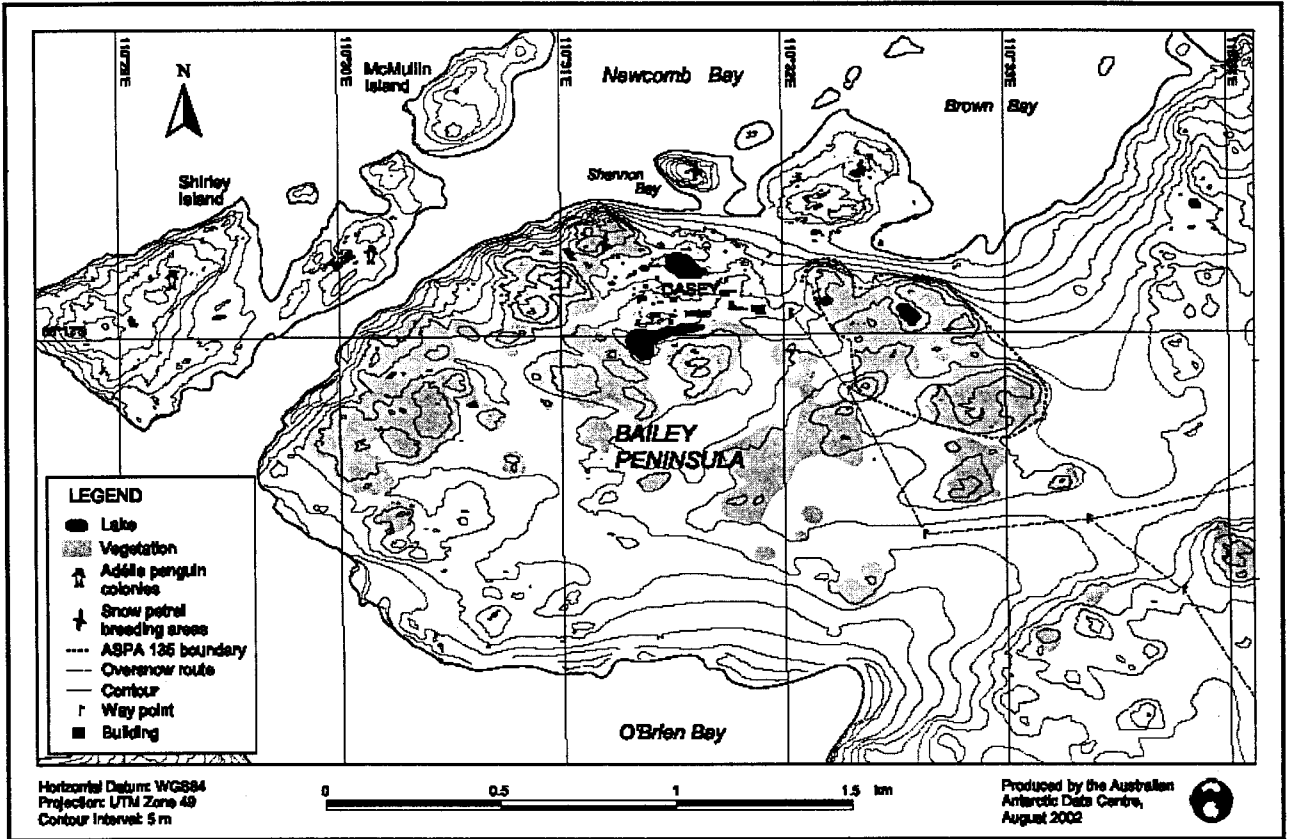 110°29'E
110°30'E
110°31'E
110°32'E
110°33'E
N
McMullin
Island
Newcomb Bay
Brown Bay
Shirley
Island
Shannon
Bay
CASEY
66°17'S
BAILEY
PENINSULA
LEGEND
Lake
Vegetation
Adélie penguin
colonies
Snow petrel
breeding areas
ASPA 135 boundary
Oversnow route
Contour
Way point
Building
O'Brien Bay
Horizontal Datum: WGS84
Projection: UTM Zone 49
Contour Interval: 5 m
0 0.5 1 1.5 km
Produced by the Australian
Antarctic Data Centre,
August 2002